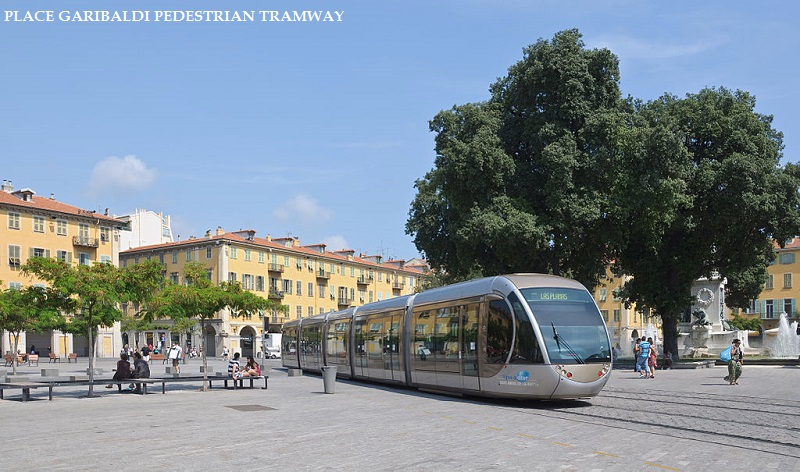 PLACE GARIBALDI PEDESTRIAN TRAMWAY
LAS PLANAS